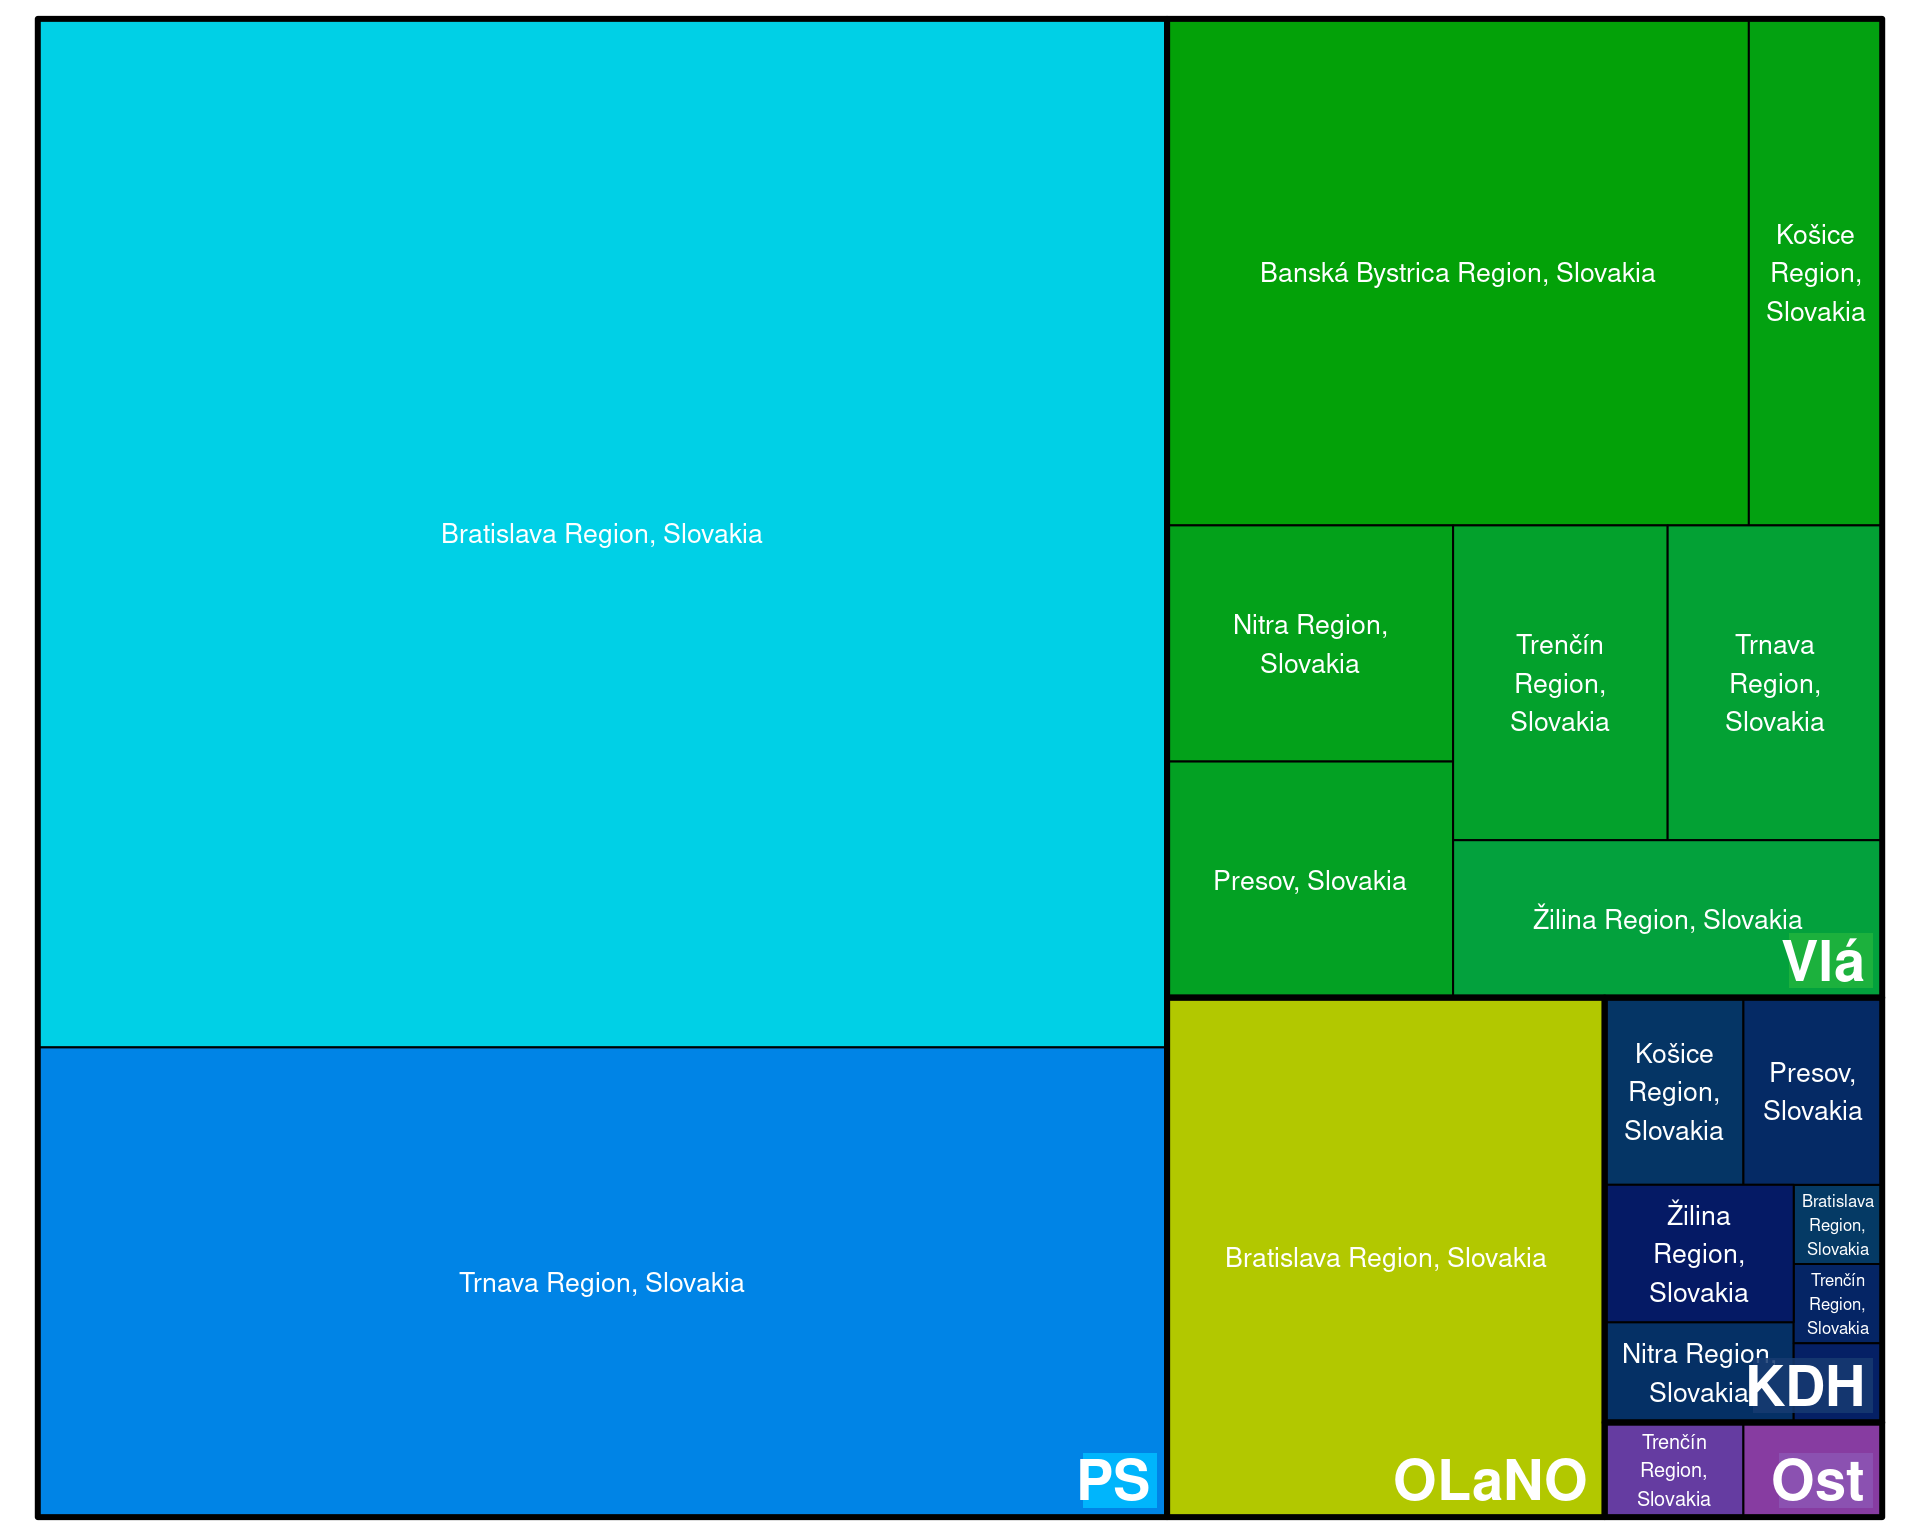 Bratislava Region, Slovakia
Trnava Region, Slovakia
PS
Banská Bystrica Region, Slovakia
Košice
Region,
Slovakia
Nitra Region,
Slovakia
Trenčín
Region,
Slovakia
Trnava
Region,
Slovakia
Presov, Slovakia
Žilina Region, Slovakia
Vlá
Bratislava Region, Slovakia
OLaNO
Košice
Region,
Slovakia
Presov,
Slovakia
Žilina
Region,
Slovakia
Bratislava
Region,
Slovakia
Trenčín
Region,
Slovakia
Nitra Region,
Slovakia
KDH
Trenčín
Region,
Slovakia
Ost